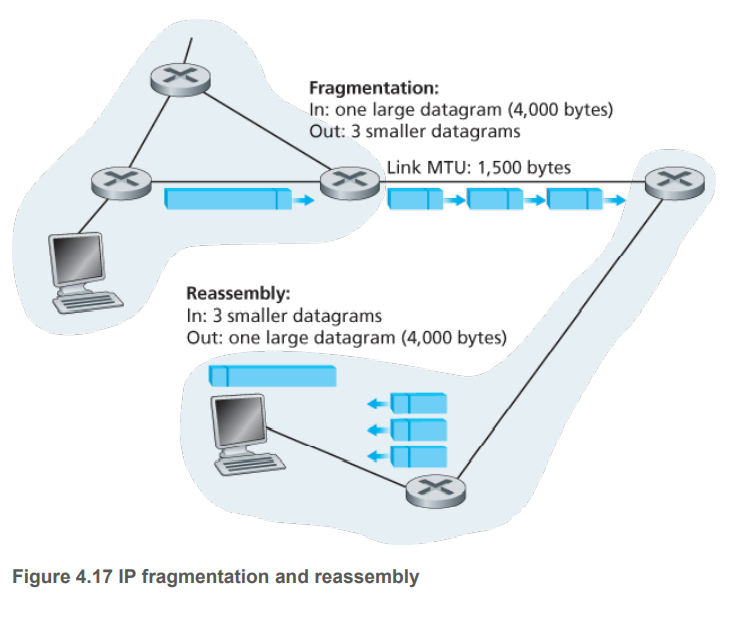 Fragmentation:
In: one large datagram (4,000 bytes)
Out: 3 smaller datagrams
Link MTU: 1,500 bytes
Reassembly:
In: 3 smaller datagrams
Out: one large datagram (4,000 bytes)
Figure 4.17 IP fragmentation and reassembly